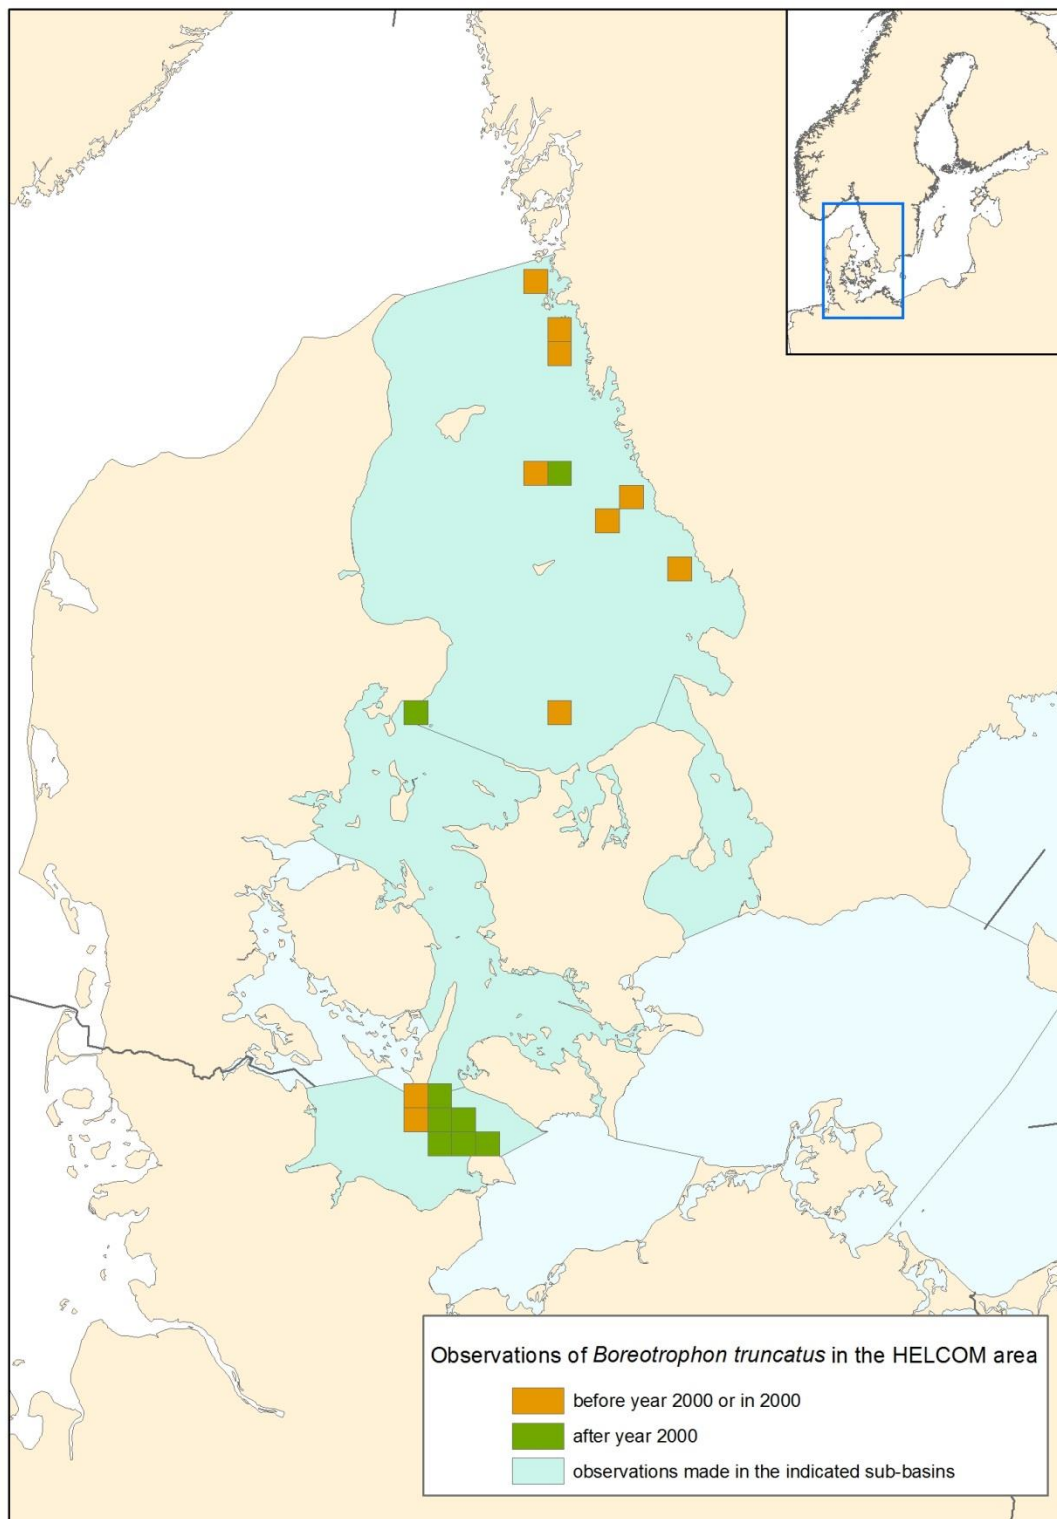 Observations of Boreotrophon truncatus in the HELCOM area
before year 2000 or in 2000
after year 2000
observations made in the indicated sub-basins